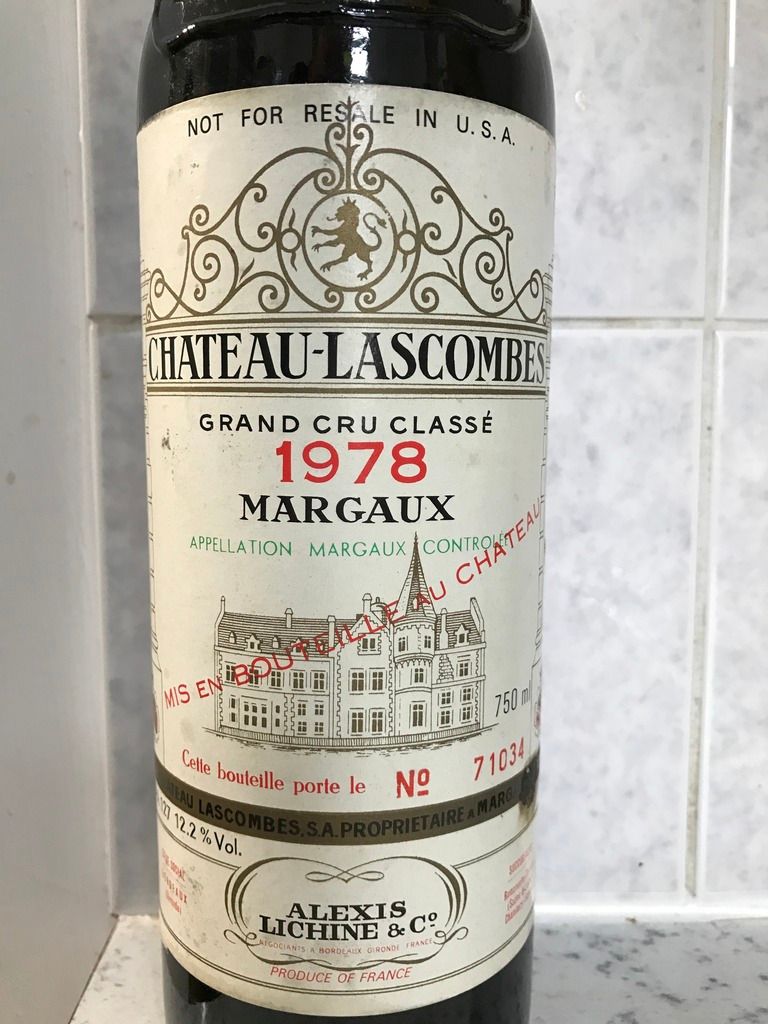 NOT FOR RESALE IN U.S.A.
CHATEAU-LASCOMBES
GRAND CRU CLASSÉ
1978
MARGAUX
APPELLATION MARGAUX CONTROLÉE
MIS EN BOUTEILLE AU CHATEAU
750 ml
Cette bouteille porte le Nº 71034
LASCOMBES, S.A. PROPRIETAIRE A
12.2 % Vol.
ALEXIS
LICHINE & Cº
NEGOCIANTS A BORDEAUX GIRONDE FRANCE
PRODUCE OF FRANCE